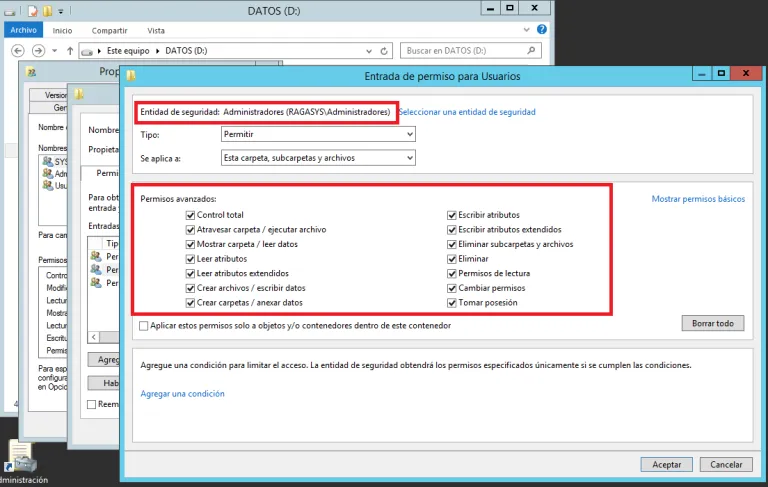 DATOS (D:)
Archivo Inicio Compartir Vista
Este equipo DATOS (D:)
Buscar en DATOS (D:)
Prop
Version
Gen
Nombre
Nombres
SYS
Adm
Usu
Para cam
Permisos
Contro
Modific
Lectur
Mostra
Lectur
Escritu
Permis
Para esp
configura
en Opcio
Nombre:
Propieta
Permi
Para obt
entrada y
Entradas
Tip
Per
Per
Per
Agreg
Hab
Reem
dministración
Entrada de permiso para Usuarios
Entidad de seguridad: Administradores (RAGASYS\Administradores) Seleccionar una entidad de seguridad
Tipo: Permitir
Se aplica a: Esta carpeta, subcarpetas y archivos
Permisos avanzados: Mostrar permisos básicos
Control total Escribir atributos
Atravesar carpeta / ejecutar archivo Escribir atributos extendidos
Mostrar carpeta / leer datos Eliminar subcarpetas y archivos
Leer atributos Eliminar
Leer atributos extendidos Permisos de lectura
Crear archivos / escribir datos Cambiar permisos
Crear carpetas / anexar datos Tomar posesión
Aplicar estos permisos solo a objetos y/o contenedores dentro de este contenedor Borrar todo
Agregue una condición para limitar el acceso. La entidad de seguridad obtendrá los permisos especificados únicamente si se cumplen las condiciones.
Agregar una condición
Aceptar Cancelar